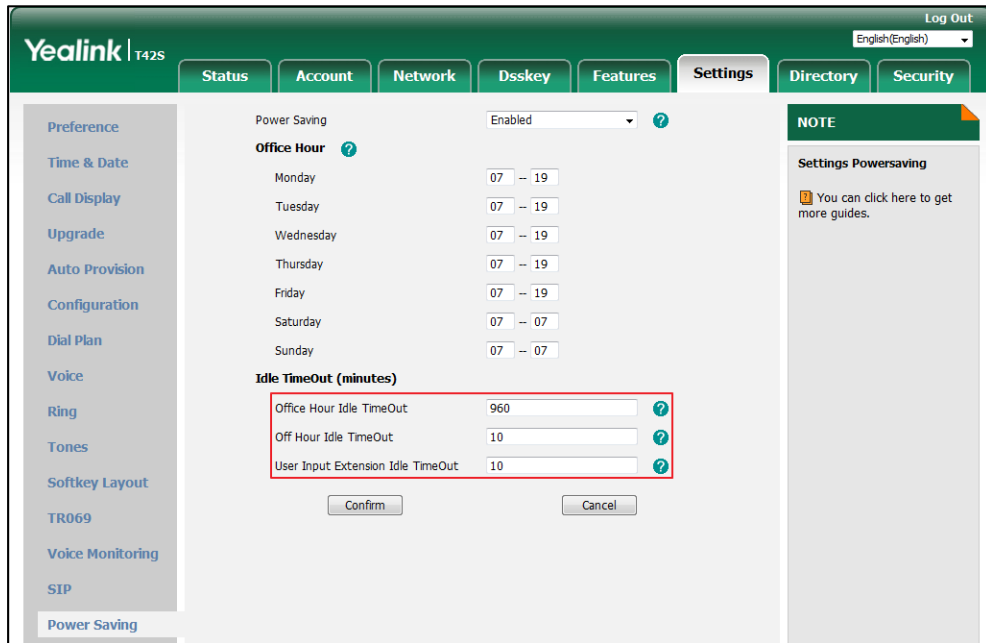 Log Out
Yealink T42S
English(English)
Status Account Network Dsskey Features Settings Directory Security
Preference
Time & Date
Call Display
Upgrade
Auto Provision
Configuration
Dial Plan
Voice
Ring
Tones
Softkey Layout
TR069
Voice Monitoring
SIP
Power Saving
Power Saving Enabled ?
Office Hour ?
Monday 07 -- 19
Tuesday 07 -- 19
Wednesday 07 -- 19
Thursday 07 -- 19
Friday 07 -- 19
Saturday 07 -- 07
Sunday 07 -- 07
Idle TimeOut (minutes)
Office Hour Idle TimeOut 960 ?
Off Hour Idle TimeOut 10 ?
User Input Extension Idle TimeOut 10 ?
Confirm Cancel
NOTE
Settings Powersaving
? You can click here to get
more guides.